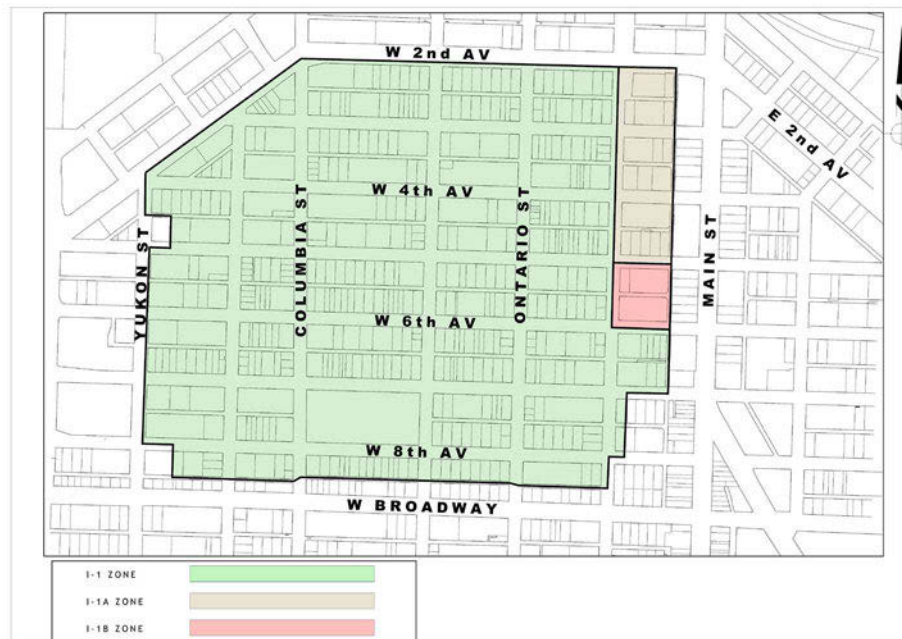 W 2nd AV
E 2nd AV
W 4th AV
COLUMBIA ST
ONTARIO ST
MAIN ST
YUKON ST
W 6th AV
W 8th AV
W BROADWAY
I-1 ZONE
I-1A ZONE
I-1B ZONE